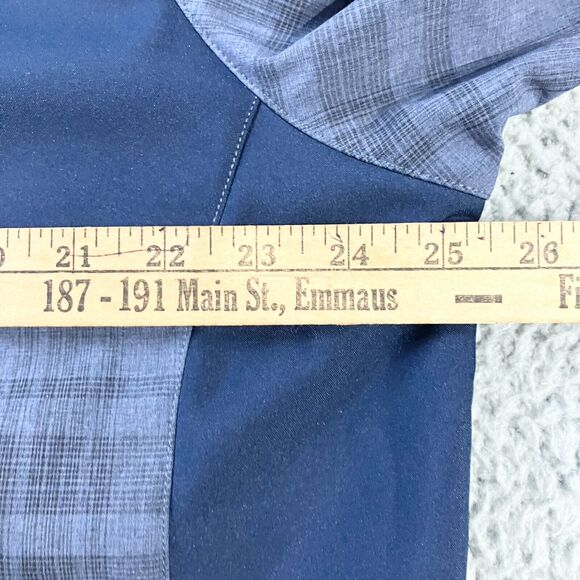 21 22 23 24 25 26
187 - 191 Main St., Emmaus —